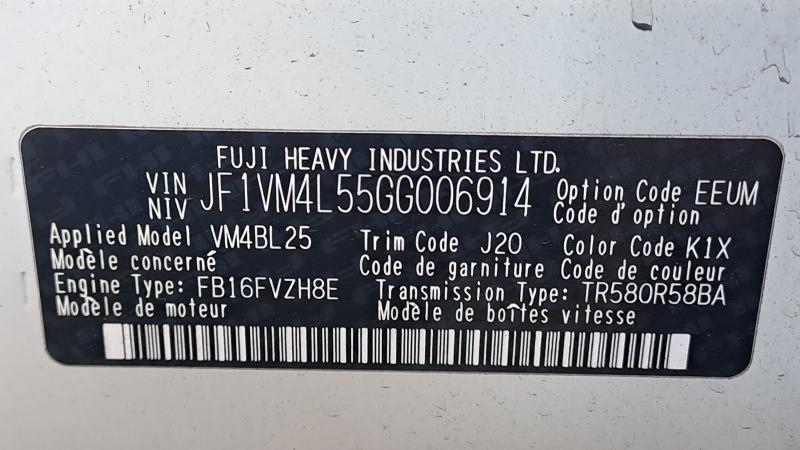 FUJI HEAVY INDUSTRIES LTD.
VIN NIV JF1VM4L55GG006914 Option Code EEUM
Code d'option
Applied Model VM4BL25 Trim Code J20 Color Code K1X
Modèle concerné Code de garniture Code de couleur
Engine Type: FB16FVZH8E Transmission Type: TR580R58BA
Modèle de moteur Modèle de boîtes vitesse